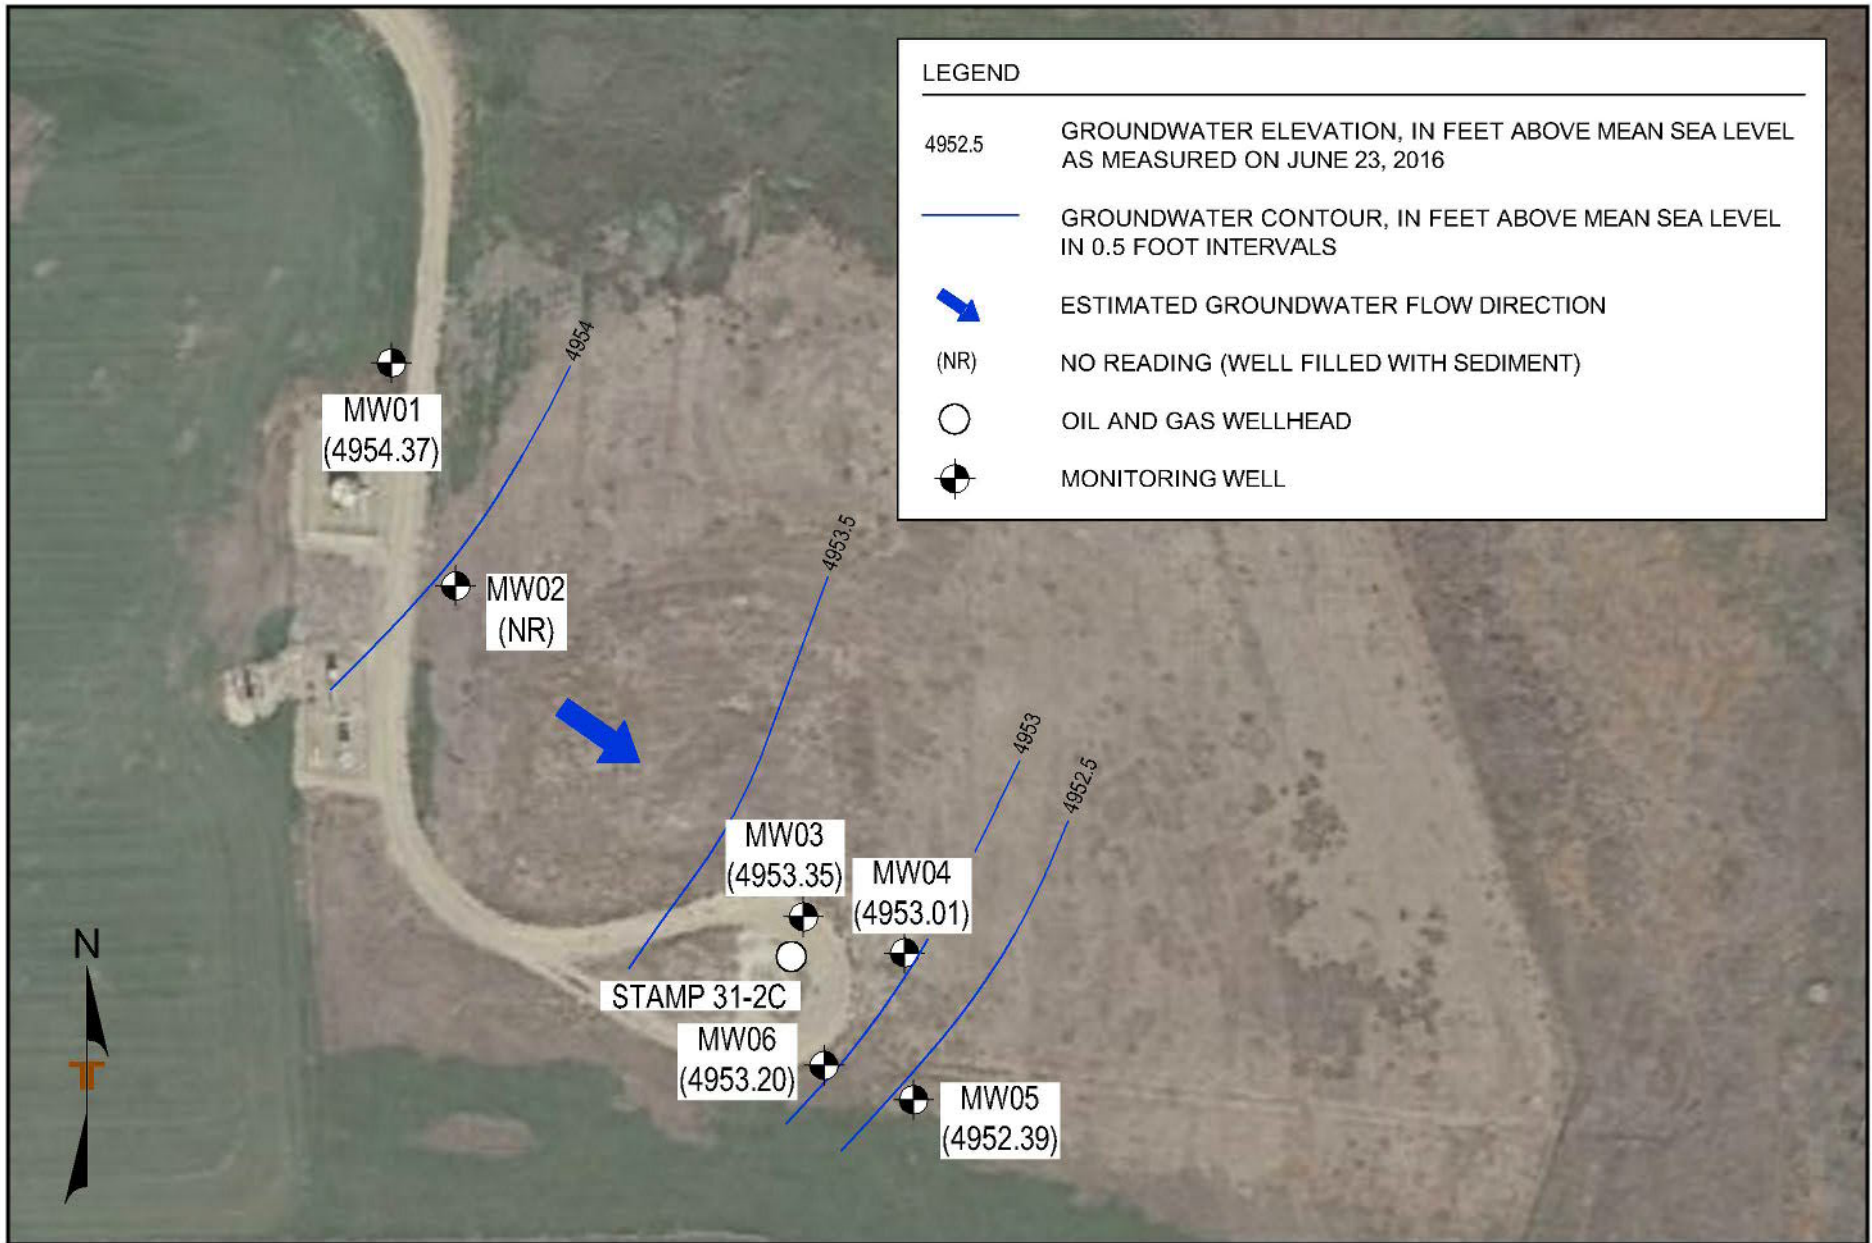 LEGEND
4952.5
GROUNDWATER ELEVATION, IN FEET ABOVE MEAN SEA LEVEL
AS MEASURED ON JUNE 23, 2016
GROUNDWATER CONTOUR, IN FEET ABOVE MEAN SEA LEVEL
IN 0.5 FOOT INTERVALS
ESTIMATED GROUNDWATER FLOW DIRECTION
(NR)
NO READING (WELL FILLED WITH SEDIMENT)
OIL AND GAS WELLHEAD
MONITORING WELL
4954
MW01
(4954.37)
4953.5
MW02
(NR)
4953
4952.5
MW03
(4953.35)
MW04
(4953.01)
STAMP 31-2C
MW06
(4953.20)
MW05
(4952.39)
N
T